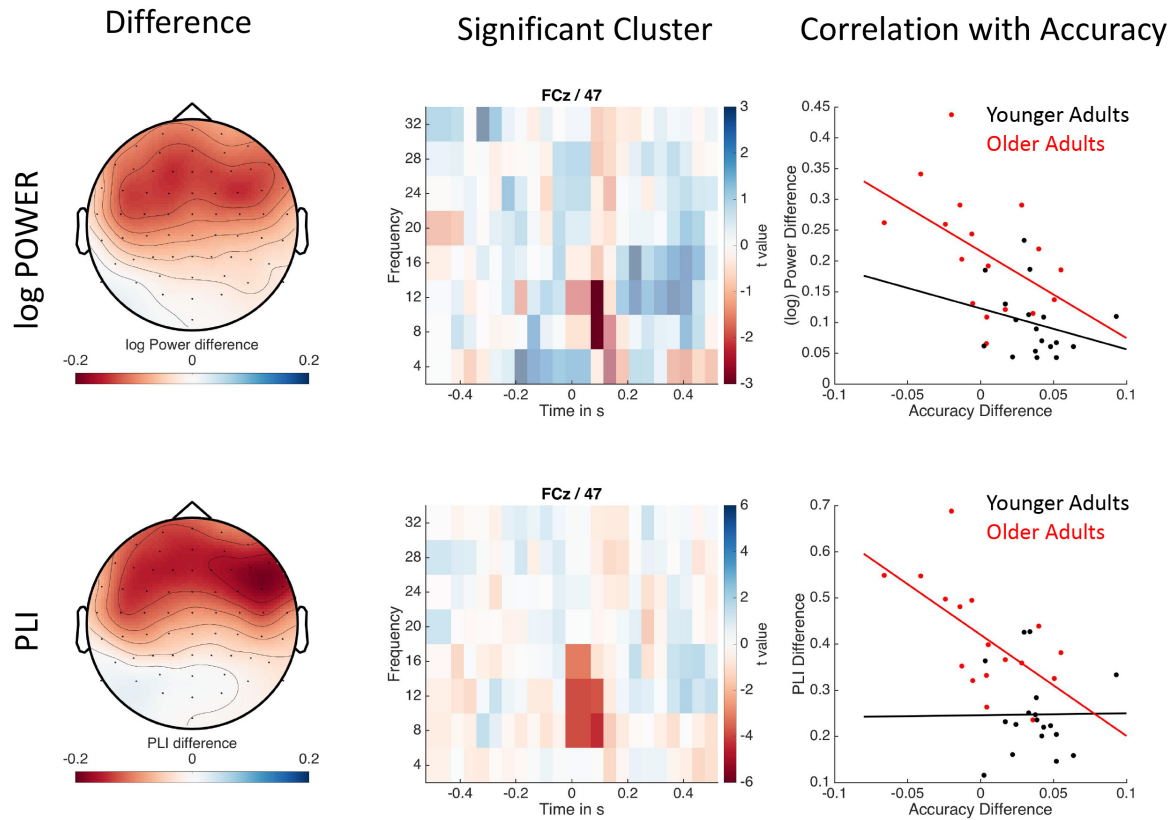 Difference
Significant Cluster
Correlation with Accuracy
log POWER
log Power difference
-0.2 0 0.2
FCz / 47
Frequency
32
28
24
20
16
12
8
4
-0.4 -0.2 0 0.2 0.4
Time in s
3
2
1
0
-1
-2
-3
t value
Younger Adults
Older Adults
(log) Power Difference
0.45
0.4
0.35
0.3
0.25
0.2
0.15
0.1
0.05
0
-0.1 -0.05 0 0.05 0.1
Accuracy Difference
PLI
PLI difference
-0.2 0 0.2
FCz / 47
Frequency
32
28
24
20
16
12
8
4
-0.4 -0.2 0 0.2 0.4
Time in s
6
4
2
0
-2
-4
-6
t value
Younger Adults
Older Adults
PLI Difference
0.7
0.6
0.5
0.4
0.3
0.2
0.1
-0.1 -0.05 0 0.05 0.1
Accuracy Difference